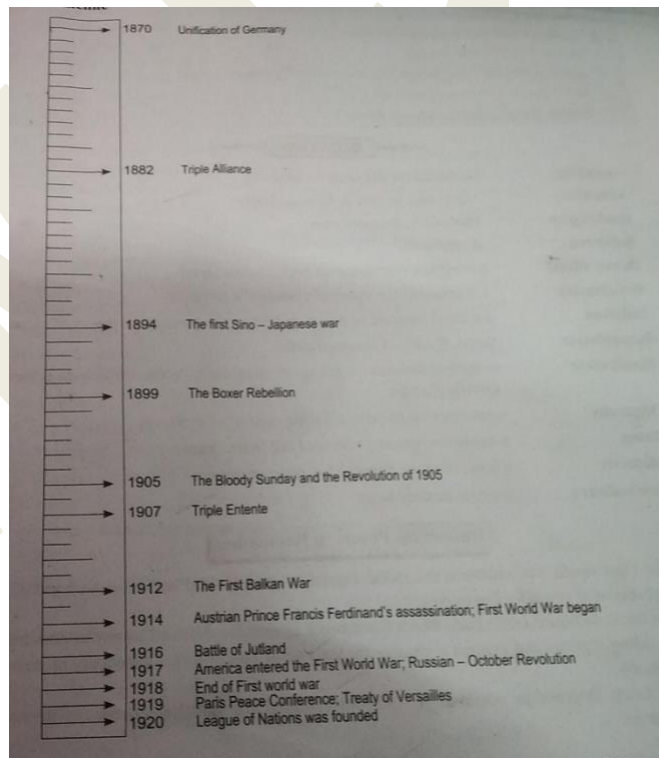 1870 Unification of Germany
1882 Triple Alliance
1894 The first Sino – Japanese war
1899 The Boxer Rebellion
1905 The Bloody Sunday and the Revolution of 1905
1907 Triple Entente
1912 The First Balkan War
1914 Austrian Prince Francis Ferdinand's assassination; First World War began
1916 Battle of Jutland
1917 America entered the First World War; Russian – October Revolution
1918 End of First world war
1919 Paris Peace Conference; Treaty of Versailles
1920 League of Nations was founded